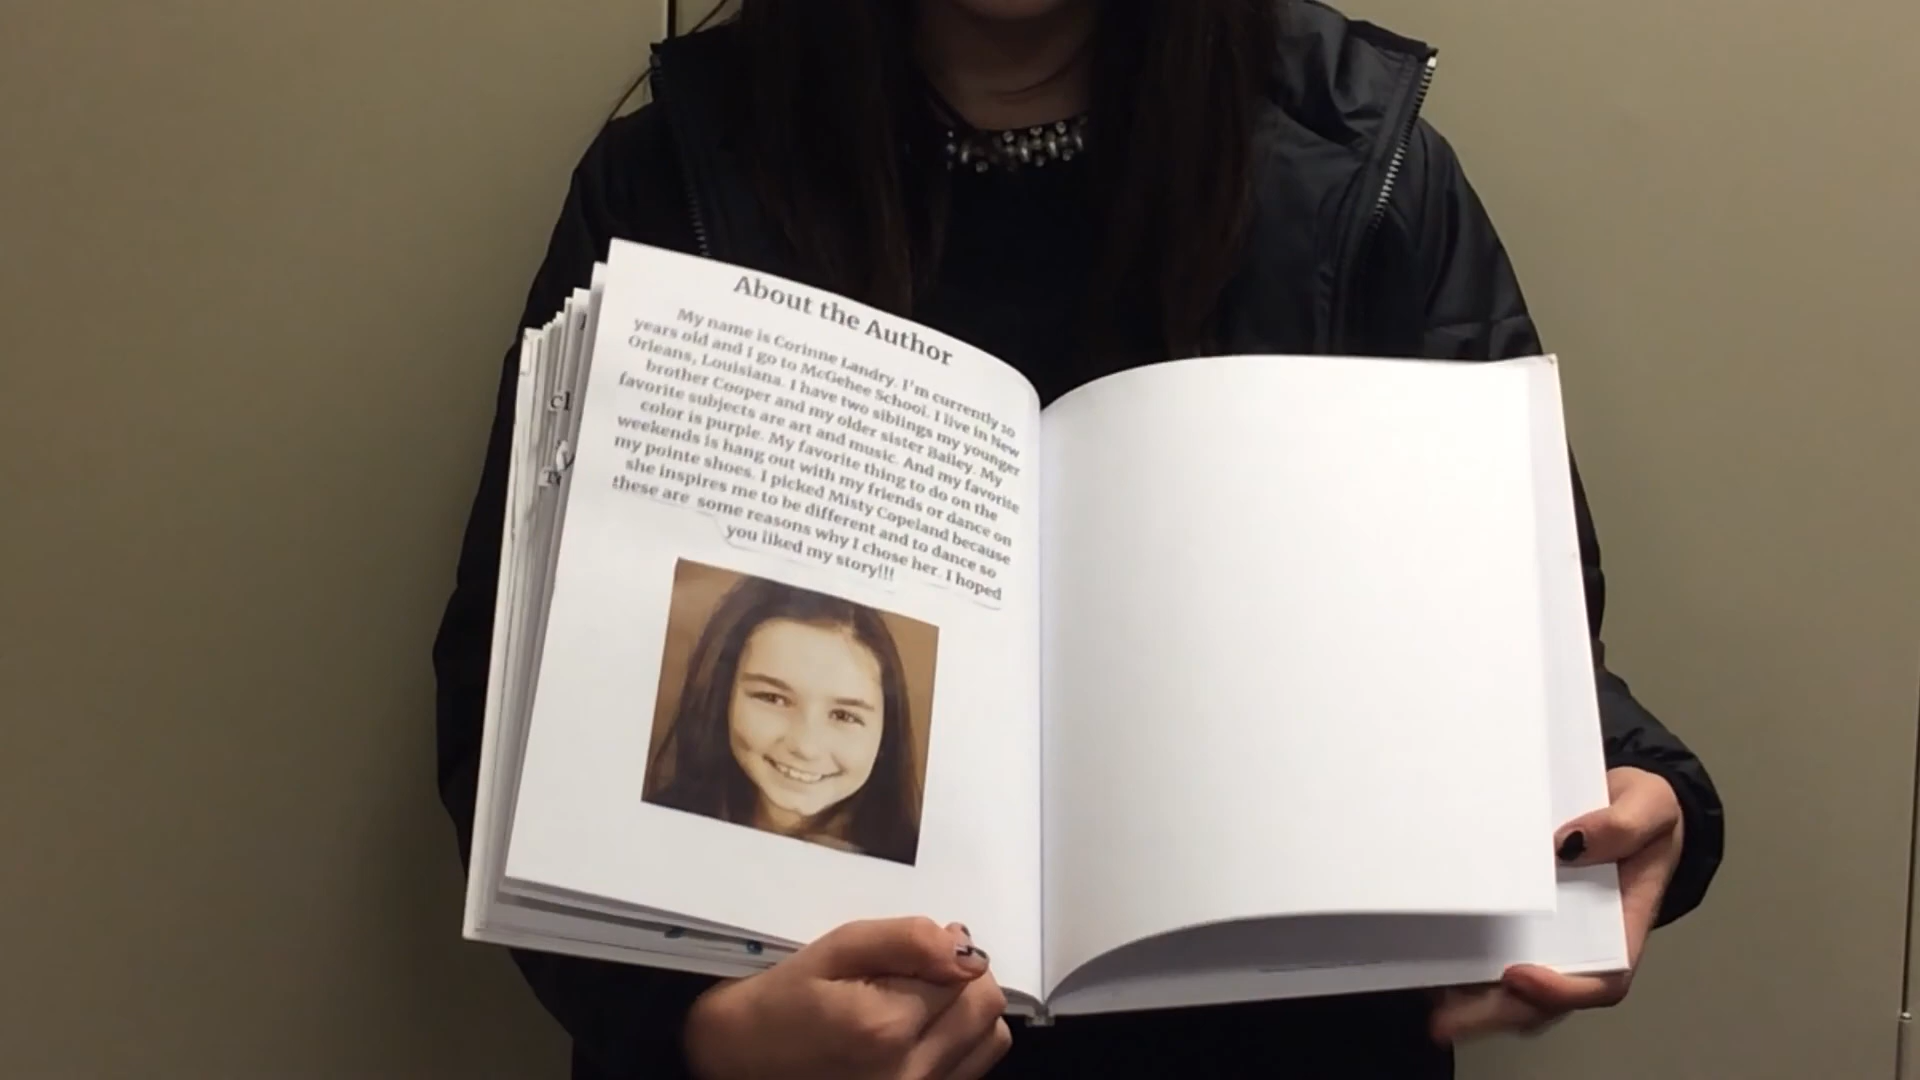 About the Author
My name is Corinne Landry. I'm currently 10
years old and I go to McGehee School. I live in New
Orleans, Louisiana. I have two siblings my younger
brother Cooper and my older sister Bailey. My
favorite subjects are art and music. And my favorite
color is purple. My favorite thing to do on the
weekends is hang out with my friends or dance on
my pointe shoes. I picked Misty Copeland because
she inspires me to be different and to dance so
these are some reasons why I chose her. I hoped
you liked my story!!!
cl